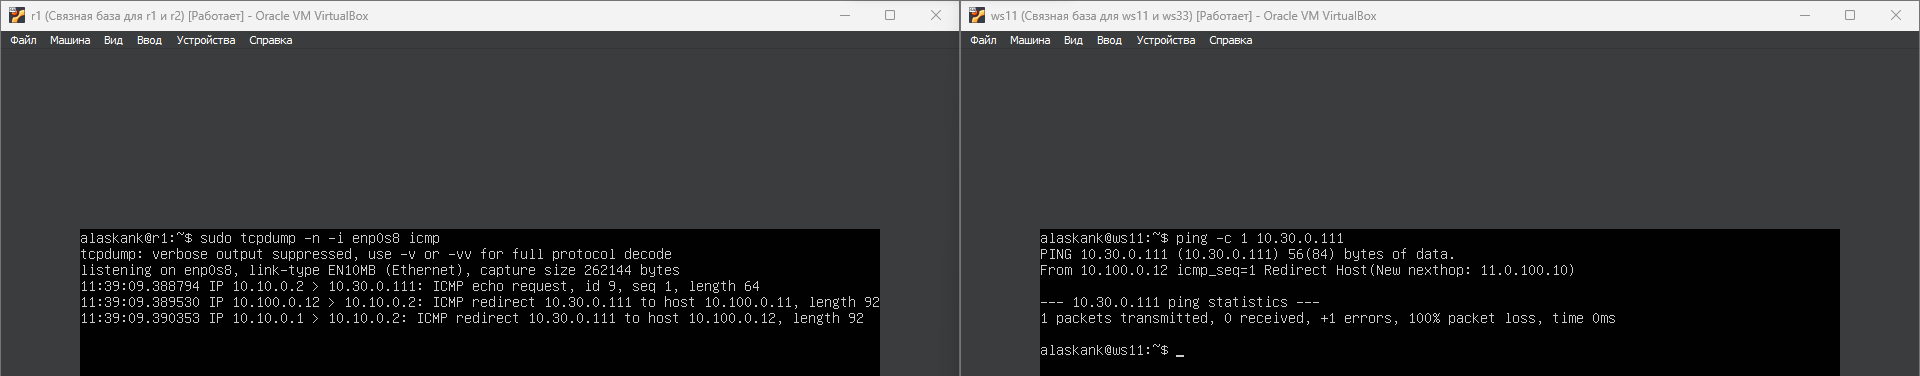 r1 (Связная база для r1 и r2) [Работает] - Oracle VM VirtualBox
Файл Машина Вид Ввод Устройства Справка
alaskank@r1:~$ sudo tcpdump -n -i enp0s8 icmp
tcpdump: verbose output suppressed, use -v or -vv for full protocol decode
listening on enp0s8, link-type EN10MB (Ethernet), capture size 262144 bytes
11:39:09.388794 IP 10.10.0.2 > 10.30.0.111: ICMP echo request, id 9, seq 1, length 64
11:39:09.389530 IP 10.100.0.12 > 10.10.0.2: ICMP redirect 10.30.0.111 to host 10.100.0.11, length 92
11:39:09.390353 IP 10.10.0.1 > 10.10.0.2: ICMP redirect 10.30.0.111 to host 10.100.0.12, length 92
ws11 (Связная база для ws11 и ws33) [Работает] - Oracle VM VirtualBox
Файл Машина Вид Ввод Устройства Справка
alaskank@ws11:~$ ping -c 1 10.30.0.111
PING 10.30.0.111 (10.30.0.111) 56(84) bytes of data.
From 10.100.0.12 icmp_seq=1 Redirect Host(New nexthop: 11.0.100.10)
--- 10.30.0.111 ping statistics ---
1 packets transmitted, 0 received, +1 errors, 100% packet loss, time 0ms
alaskank@ws11:~$ _